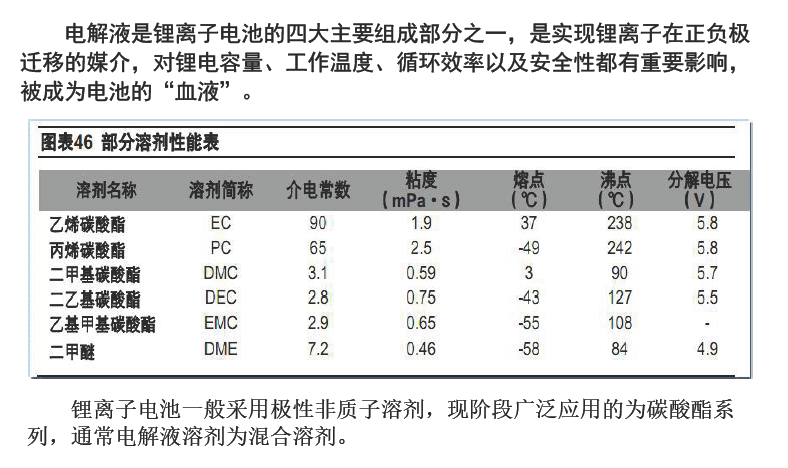 电解液是锂离子电池的四大主要组成部分之一，是实现锂离子在正负极
迁移的媒介，对锂电容量、工作温度、循环效率以及安全性都有重要影响，
被成为电池的“血液”。
图表46 部分溶剂性能表
溶剂名称 溶剂简称 介电常数 粘度（mPa·s） 熔点（℃） 沸点（℃） 分解电压（V）
乙烯碳酸酯 EC 90 1.9 37 238 5.8
丙烯碳酸酯 PC 65 2.5 -49 242 5.8
二甲基碳酸酯 DMC 3.1 0.59 3 90 5.7
二乙基碳酸酯 DEC 2.8 0.75 -43 127 5.5
乙基甲基碳酸酯 EMC 2.9 0.65 -55 108 -
二甲醚 DME 7.2 0.46 -58 84 4.9
锂离子电池一般采用极性非质子溶剂，现阶段广泛应用的为碳酸酯系
列，通常电解液溶剂为混合溶剂。